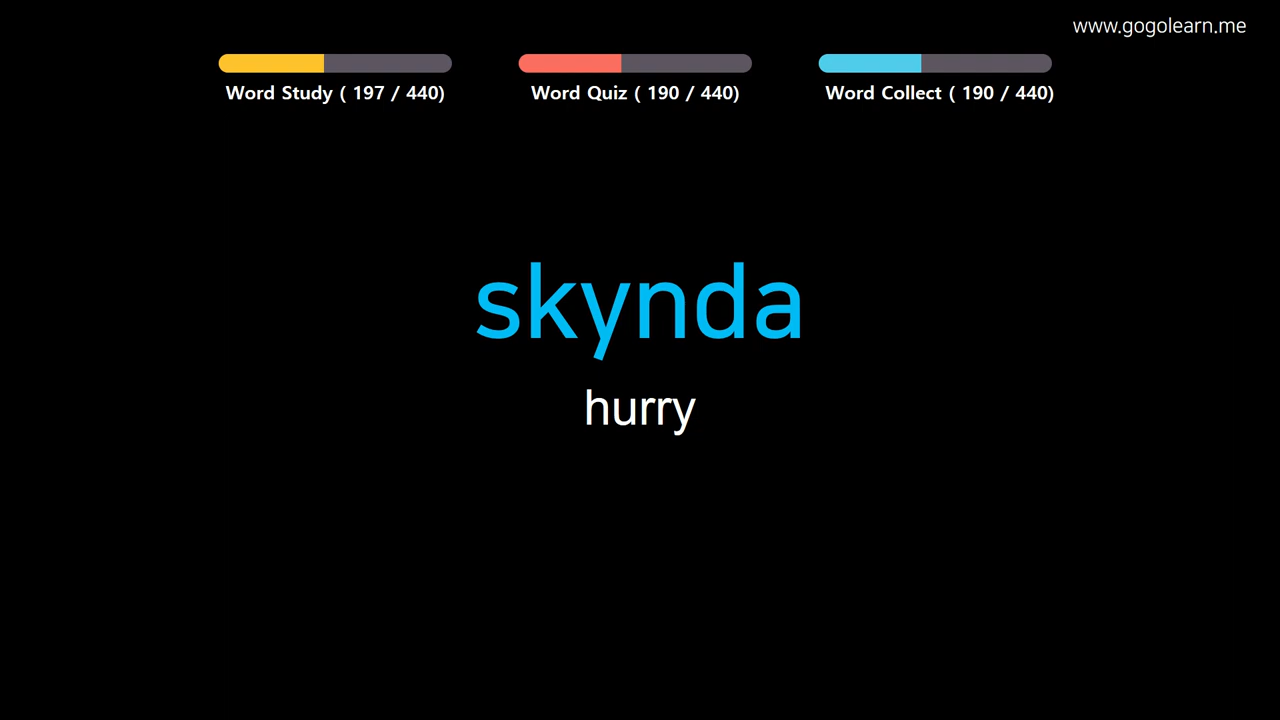 www.gogolearn.me
Word Study ( 197 / 440)
Word Quiz ( 190 / 440)
Word Collect ( 190 / 440)
skynda
hurry